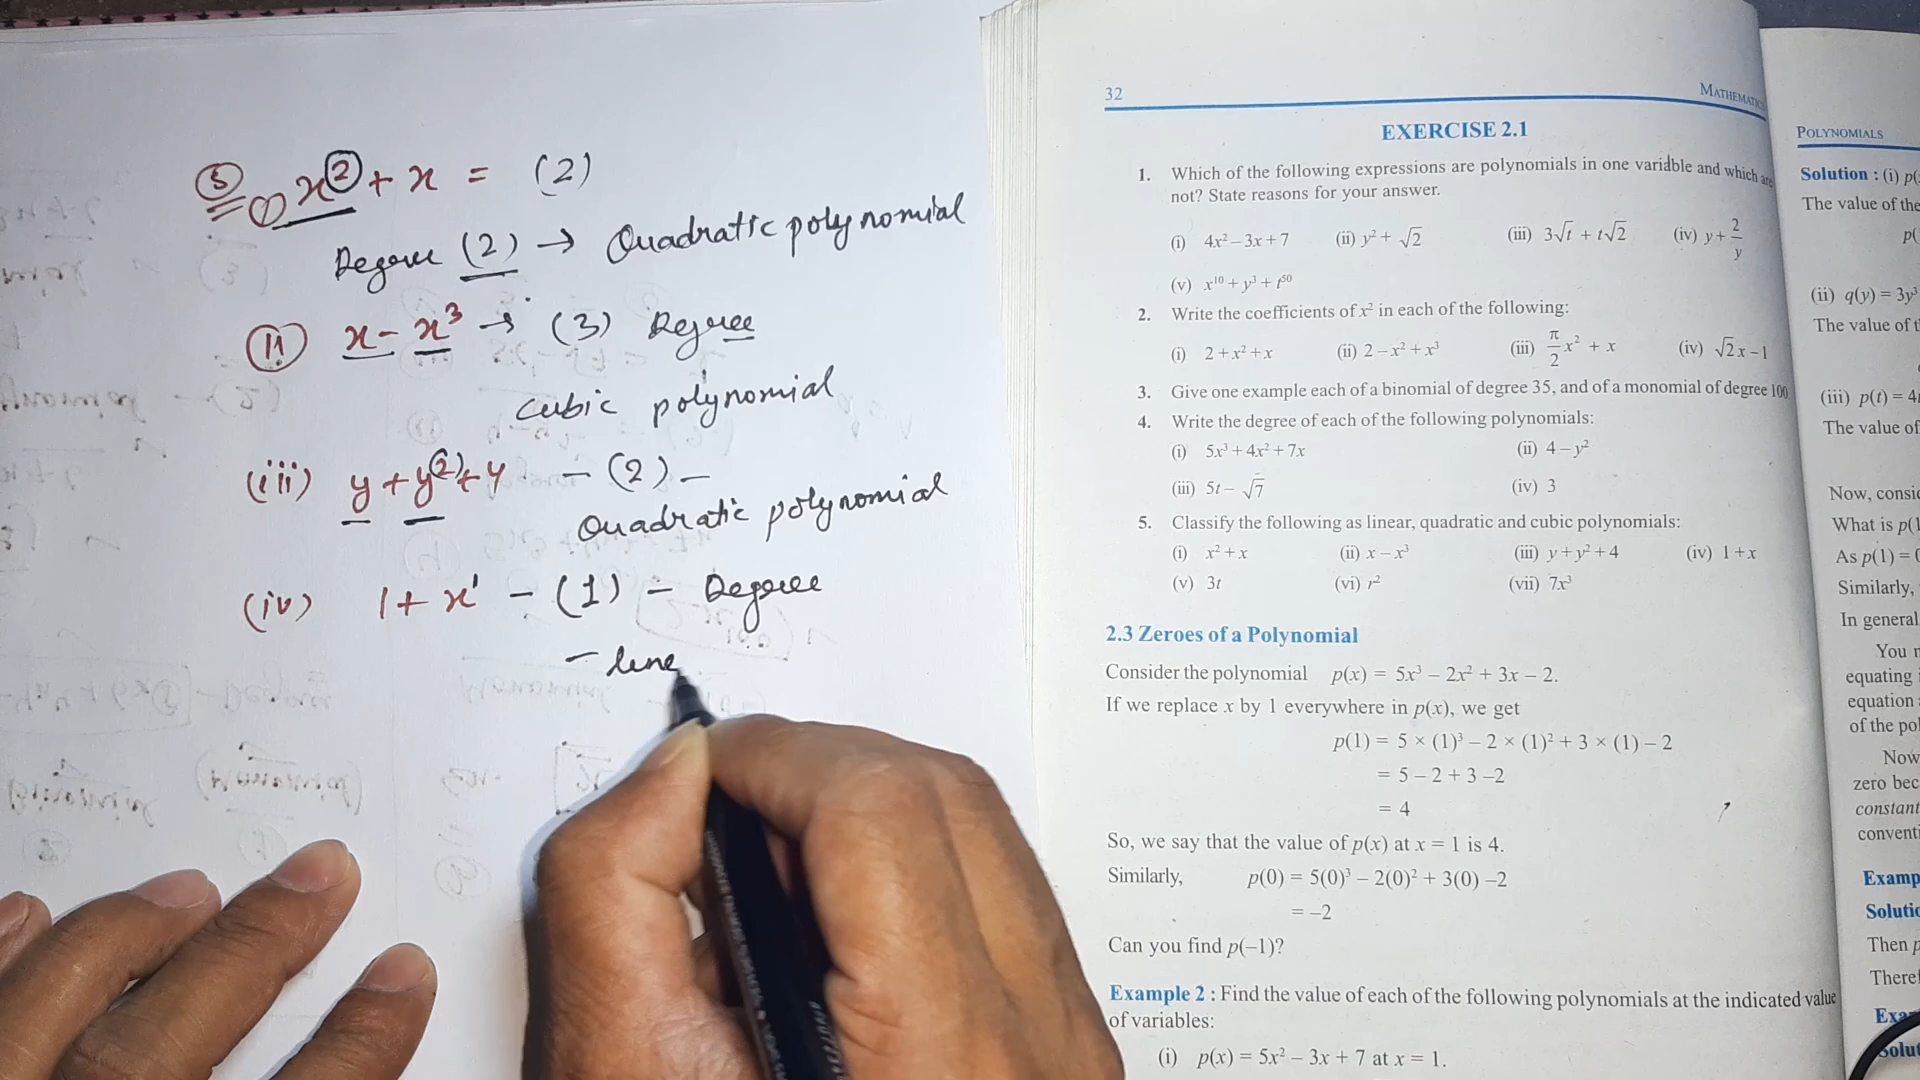 ⑤ ① x² + x = (2)
Degree (2) → Quadratic polynomial
(ii) x - x³ → (3) Degree
cubic polynomial
(iii) y + y² + 4 - (2) -
Quadratic polynomial
(iv) 1 + x¹ - (1) - Degree
- line
32
EXERCISE 2.1
1. Which of the following expressions are polynomials in one variable and which are
not? State reasons for your answer.
(i) 4x² – 3x + 7 (ii) y² + √2 (iii) 3√t + t√2 (iv) y + 2/y
(v) x¹⁰ + y³ + t⁵⁰
2. Write the coefficients of x² in each of the following:
(i) 2 + x² + x (ii) 2 – x² + x³ (iii) π/2 x² + x (iv) √2 x – 1
3. Give one example each of a binomial of degree 35, and of a monomial of degree 100
4. Write the degree of each of the following polynomials:
(i) 5x³ + 4x² + 7x (ii) 4 – y²
(iii) 5t – √7 (iv) 3
5. Classify the following as linear, quadratic and cubic polynomials:
(i) x² + x (ii) x – x³ (iii) y + y² + 4 (iv) 1 + x
(v) 3t (vi) r² (vii) 7x³
2.3 Zeroes of a Polynomial
Consider the polynomial p(x) = 5x³ – 2x² + 3x – 2.
If we replace x by 1 everywhere in p(x), we get
p(1) = 5 × (1)³ – 2 × (1)² + 3 × (1) – 2
= 5 – 2 + 3 –2
= 4
So, we say that the value of p(x) at x = 1 is 4.
Similarly, p(0) = 5(0)³ – 2(0)² + 3(0) –2
= –2
Can you find p(–1)?
Example 2 : Find the value of each of the following polynomials at the indicated value
of variables:
(i) p(x) = 5x² – 3x + 7 at x = 1.
POLYNOMIALS
Solution : (i) p(
The value of the
p(
(ii) q(y) = 3y³
The value of t
(iii) p(t) = 4
The value of
Now, consid
What is p(1
As p(1) = 0
Similarly,
In general
You
equating
equation
of the pol
Now
zero bec
constant
conventi
Examp
Solutio
Then p
Theref
Exa
Solut